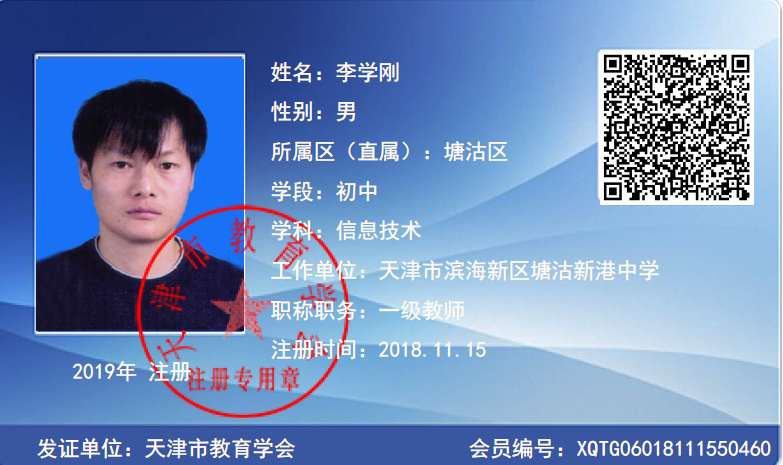 姓名：李学刚
性别：男
所属区（直属）：塘沽区
学段：初中
学科：信息技术
工作单位：天津市滨海新区塘沽新港中学
职称职务：一级教师
注册时间：2018.11.15
2019年 注册
天津市教育学会
注册专用章
发证单位：天津市教育学会
会员编号：XQTG06018111550460